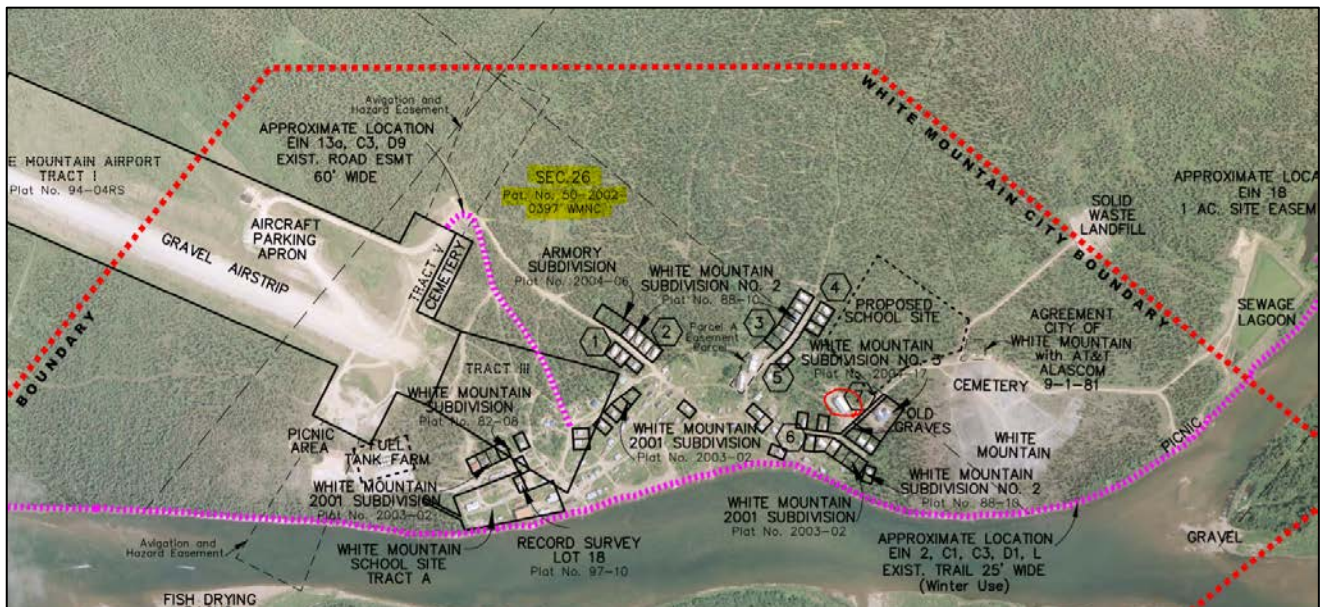 Avigation and
Hazard Easement
APPROXIMATE LOCATION
EIN 13a, C3, D9
EXIST. ROAD ESMT
60' WIDE
SEC. 26
Pat. No. 50-2002-
0397 WMNC
WHITE MOUNTAIN CITY BOUNDARY
E MOUNTAIN AIRPORT
TRACT I
Plat No. 94-04RS
APPROXIMATE LOCA
EIN 18
1 AC. SITE EASEM
SOLID
WASTE
LANDFILL
AIRCRAFT
PARKING
APRON
GRAVEL AIRSTRIP
TRACT V
CEMETERY
ARMORY
SUBDIVISION
Plat No. 2004-06
WHITE MOUNTAIN
SUBDIVISION NO. 2
Plat No. 88-10
4
3
PROPOSED
SCHOOL SITE
SEWAGE
LAGOON
1
2
Parcel A
Easement
Parcel
AGREEMENT
CITY OF
WHITE MOUNTAIN
with AT&T
ALASCOM
9-1-81
WHITE MOUNTAIN
SUBDIVISION NO. 3
5
BOUNDARY
TRACT III
WHITE MOUNTAIN
SUBDIVISION
Plat No. 82-08
CEMETERY
OLD
GRAVES
PICNIC
AREA
FUEL
TANK FARM
WHITE MOUNTAIN
2001 SUBDIVISION
Plat No. 2003-02
6
WHITE
MOUNTAIN
PICNIC
WHITE MOUNTAIN
2001 SUBDIVISION
Plat No. 2003-02
WHITE MOUNTAIN
SUBDIVISION NO. 2
WHITE MOUNTAIN
2001 SUBDIVISION
Plat No. 2003-02
Avigation and
Hazard Easement
WHITE MOUNTAIN
SCHOOL SITE
TRACT A
RECORD SURVEY
LOT 18
Plat No. 97-10
APPROXIMATE LOCATION
EIN 2, C1, C3, D1, L
EXIST. TRAIL 25' WIDE
(Winter Use)
GRAVEL
FISH DRYING